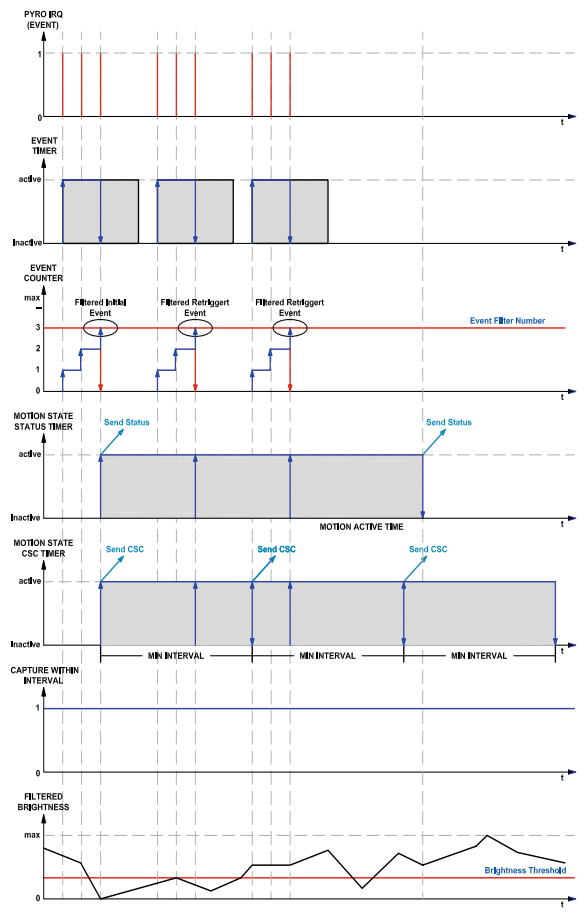 PYRO IRQ
(EVENT)
1
t
EVENT
TIMER
active
Inactive
t
EVENT
COUNTER
max
Filtered Initial
Event
Filtered Retriggert
Event
Filtered Retriggert
Event
Event Filter Number
3
2
1
0
t
MOTION STATE
STATUS TIMER
Send Status
Send Status
active
Inactive
MOTION ACTIVE TIME
t
MOTION STATE
CSC TIMER
Send CSC
Send CSC
Send CSC
active
Inactive
t
MIN INTERVAL
MIN INTERVAL
MIN INTERVAL
CAPTURE WITHIN
INTERVAL
1
0
t
FILTERED
BRIGHTNESS
max
Brightness Threshold
0
t